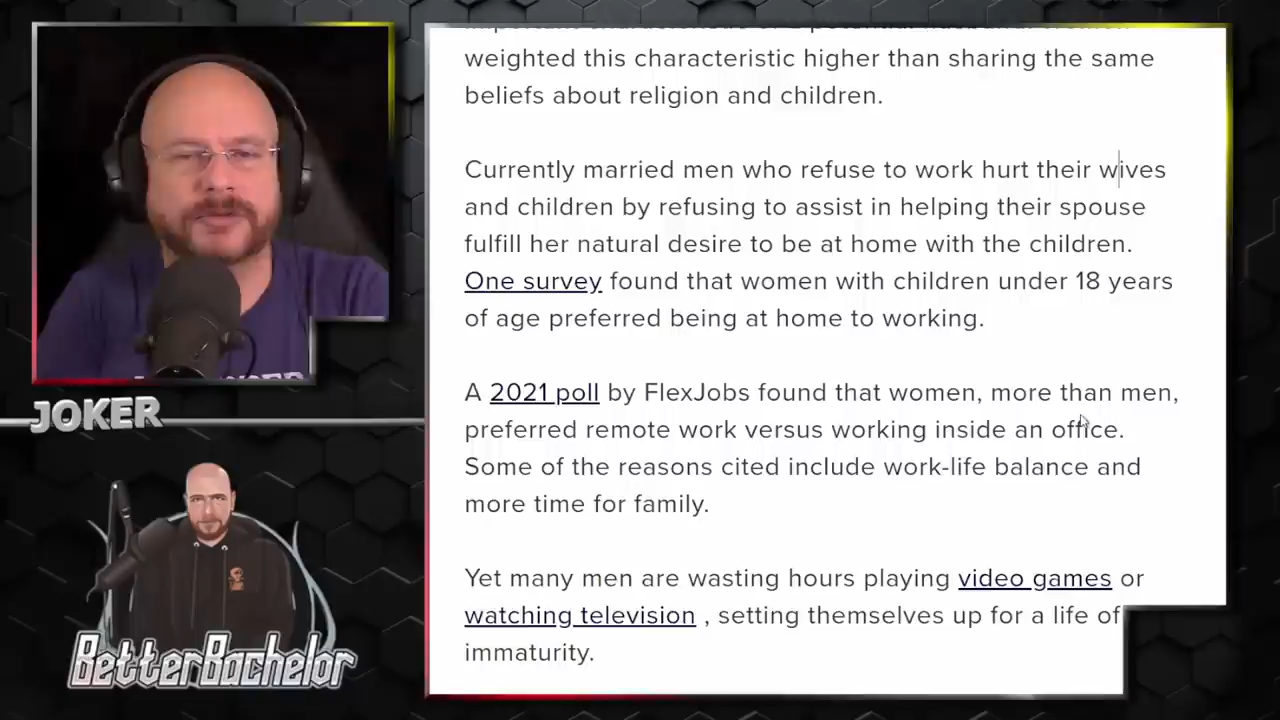 weighted this characteristic higher than sharing the same
beliefs about religion and children.
Currently married men who refuse to work hurt their wives
and children by refusing to assist in helping their spouse
fulfill her natural desire to be at home with the children.
One survey found that women with children under 18 years
of age preferred being at home to working.
A 2021 poll by FlexJobs found that women, more than men,
preferred remote work versus working inside an office.
Some of the reasons cited include work-life balance and
more time for family.
Yet many men are wasting hours playing video games or
watching television , setting themselves up for a life of
immaturity.
JOKER
BetterBachelor